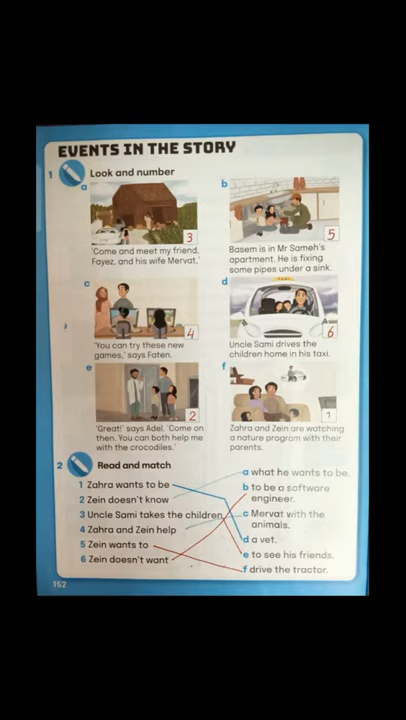 EVENTS IN THE STORY
1 Look and number
a
3
'Come and meet my friend,
Fayez, and his wife Mervat.'
b
5
Basem is in Mr Sameh's
apartment. He is fixing
some pipes under a sink.
c
4
'You can try these new
games,' says Faten.
d
TAXI
6
Uncle Sami drives the
children home in his taxi.
e
2
'Great!' says Adel. 'Come on
then. You can both help me
with the crocodiles.'
f
1
Zahra and Zein are watching
a nature program with their
parents.
2 Read and match
1 Zahra wants to be
2 Zein doesn't know
3 Uncle Sami takes the children
4 Zahra and Zein help
5 Zein wants to
6 Zein doesn't want
a what he wants to be.
b to be a software
engineer.
c Mervat with the
animals.
d a vet.
e to see his friends.
f drive the tractor.
152